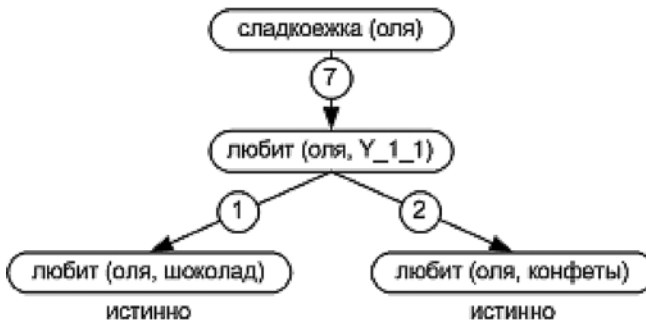 сладкоежка (оля)
7
любит (оля, Y_1_1)
1
2
любит (оля, шоколад)
любит (оля, конфеты)
истинно
истинно